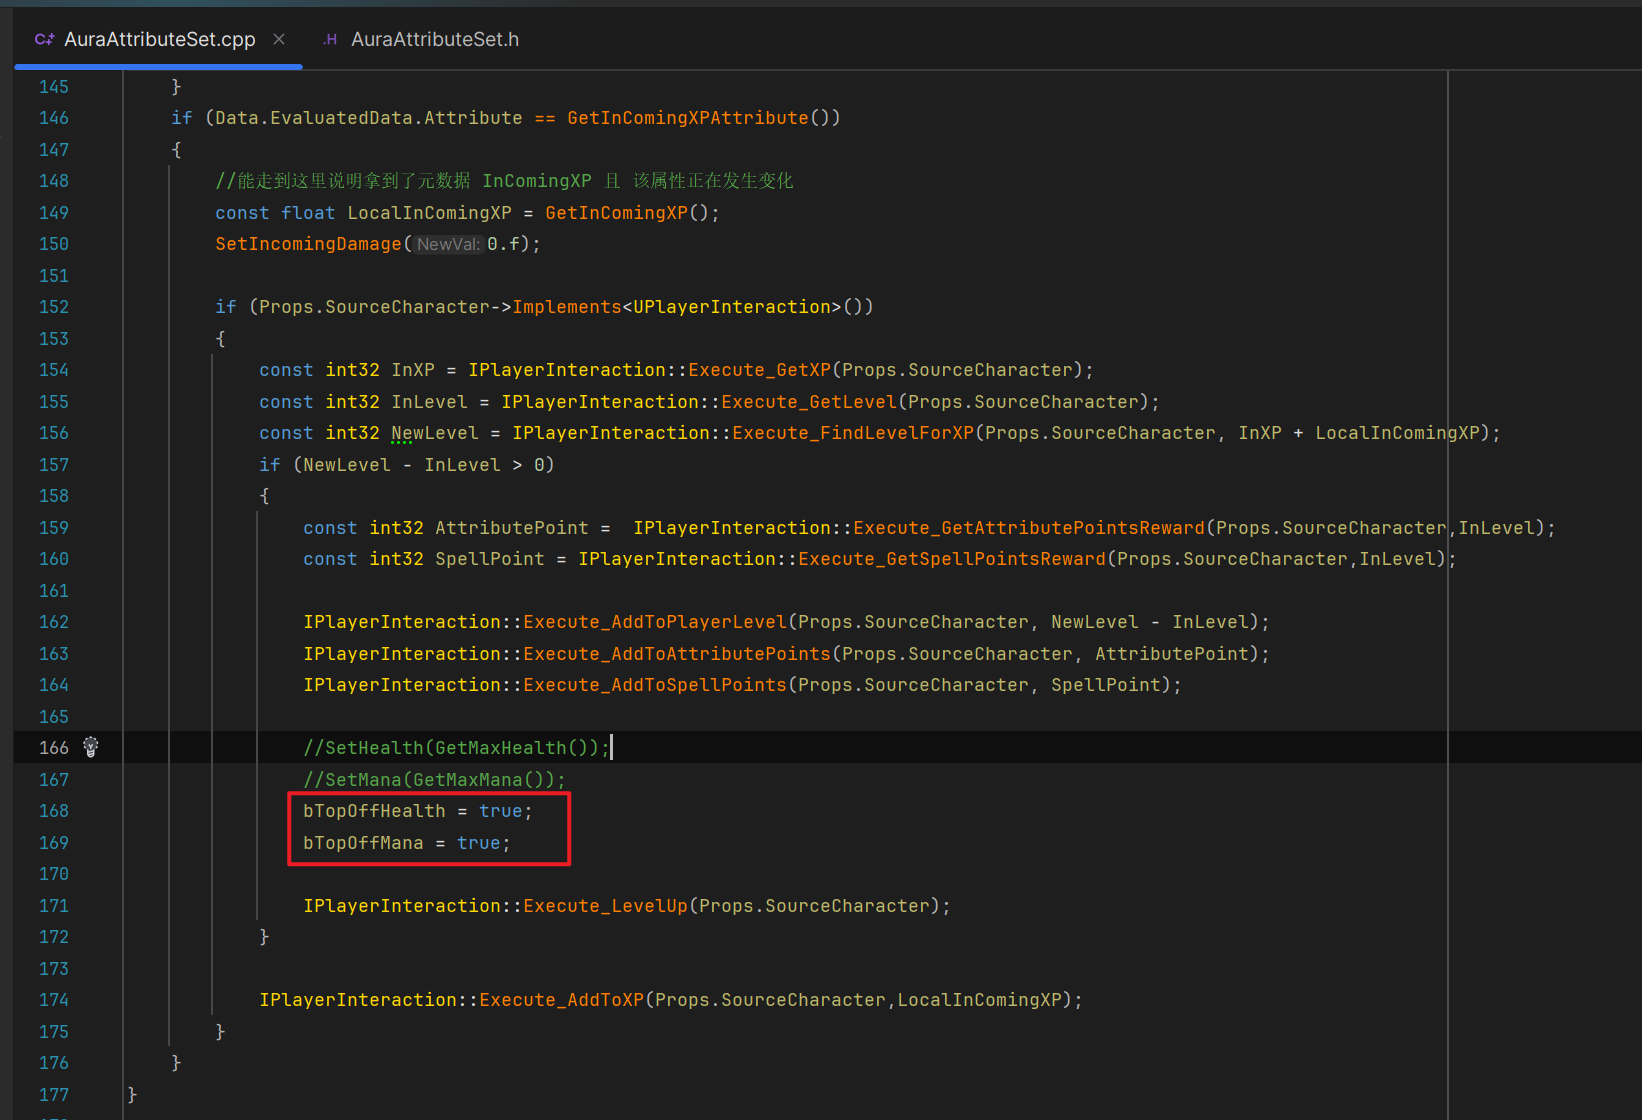 C++ AuraAttributeSet.cpp × .H AuraAttributeSet.h
145 }
146 if (Data.EvaluatedData.Attribute == GetInComingXPAttribute())
147 {
148 //能走到这里说明拿到了元数据 InComingXP 且 该属性正在发生变化
149 const float LocalInComingXP = GetInComingXP();
150 SetIncomingDamage( NewVal: 0.f);
151
152 if (Props.SourceCharacter->Implements<UPlayerInteraction>())
153 {
154 const int32 InXP = IPlayerInteraction::Execute_GetXP(Props.SourceCharacter);
155 const int32 InLevel = IPlayerInteraction::Execute_GetLevel(Props.SourceCharacter);
156 const int32 NewLevel = IPlayerInteraction::Execute_FindLevelForXP(Props.SourceCharacter, InXP + LocalInComingXP);
157 if (NewLevel - InLevel > 0)
158 {
159 const int32 AttributePoint = IPlayerInteraction::Execute_GetAttributePointsReward(Props.SourceCharacter,InLevel);
160 const int32 SpellPoint = IPlayerInteraction::Execute_GetSpellPointsReward(Props.SourceCharacter,InLevel);
161
162 IPlayerInteraction::Execute_AddToPlayerLevel(Props.SourceCharacter, NewLevel - InLevel);
163 IPlayerInteraction::Execute_AddToAttributePoints(Props.SourceCharacter, AttributePoint);
164 IPlayerInteraction::Execute_AddToSpellPoints(Props.SourceCharacter, SpellPoint);
165
166 //SetHealth(GetMaxHealth());
167 //SetMana(GetMaxMana());
168 bTopOffHealth = true;
169 bTopOffMana = true;
170
171 IPlayerInteraction::Execute_LevelUp(Props.SourceCharacter);
172 }
173
174 IPlayerInteraction::Execute_AddToXP(Props.SourceCharacter,LocalInComingXP);
175 }
176 }
177 }